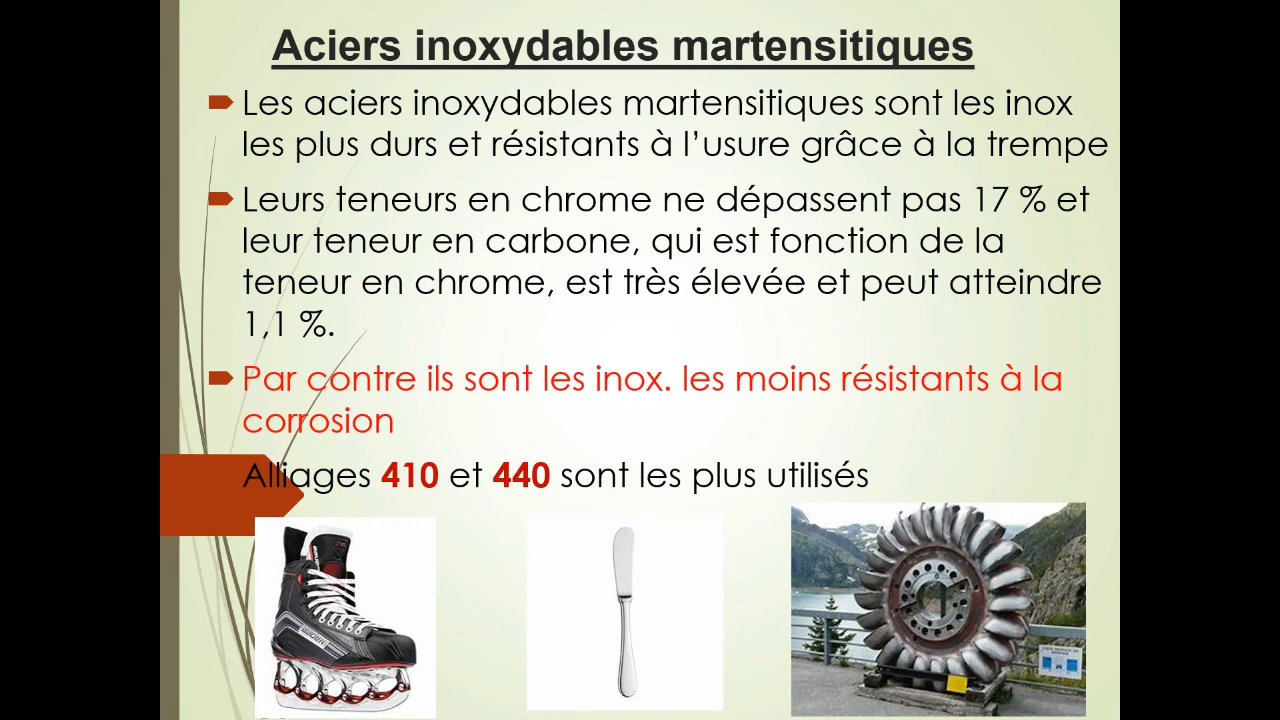 Aciers inoxydables martensitiques
Les aciers inoxydables martensitiques sont les inox
les plus durs et résistants à l’usure grâce à la trempe
Leurs teneurs en chrome ne dépassent pas 17 % et
leur teneur en carbone, qui est fonction de la
teneur en chrome, est très élevée et peut atteindre
1,1 %.
Par contre ils sont les inox. les moins résistants à la
corrosion
Alliages 410 et 440 sont les plus utilisés